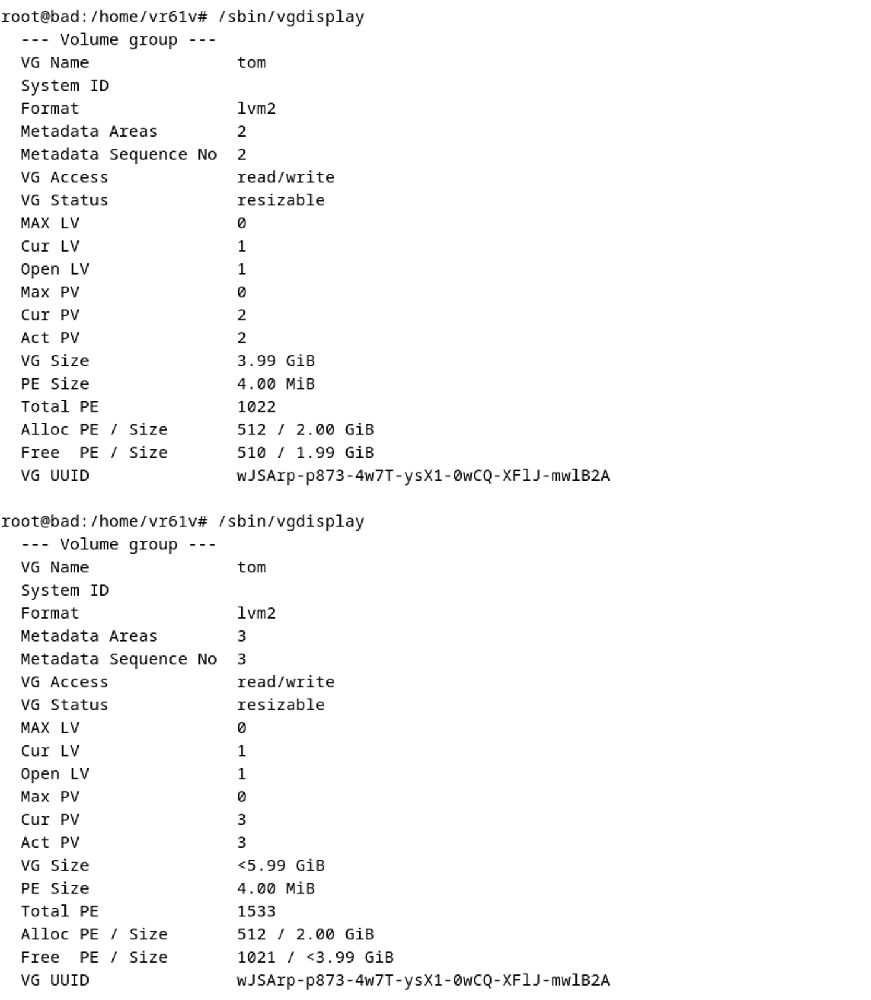 root@bad:/home/vr61v# /sbin/vgdisplay
  --- Volume group ---
  VG Name               tom
  System ID
  Format                lvm2
  Metadata Areas        2
  Metadata Sequence No  2
  VG Access             read/write
  VG Status             resizable
  MAX LV                0
  Cur LV                1
  Open LV               1
  Max PV                0
  Cur PV                2
  Act PV                2
  VG Size               3.99 GiB
  PE Size               4.00 MiB
  Total PE              1022
  Alloc PE / Size       512 / 2.00 GiB
  Free  PE / Size       510 / 1.99 GiB
  VG UUID               wJSArp-p873-4w7T-ysX1-0wCQ-XFlJ-mwlB2A

root@bad:/home/vr61v# /sbin/vgdisplay
  --- Volume group ---
  VG Name               tom
  System ID
  Format                lvm2
  Metadata Areas        3
  Metadata Sequence No  3
  VG Access             read/write
  VG Status             resizable
  MAX LV                0
  Cur LV                1
  Open LV               1
  Max PV                0
  Cur PV                3
  Act PV                3
  VG Size               <5.99 GiB
  PE Size               4.00 MiB
  Total PE              1533
  Alloc PE / Size       512 / 2.00 GiB
  Free  PE / Size       1021 / <3.99 GiB
  VG UUID               wJSArp-p873-4w7T-ysX1-0wCQ-XFlJ-mwlB2A